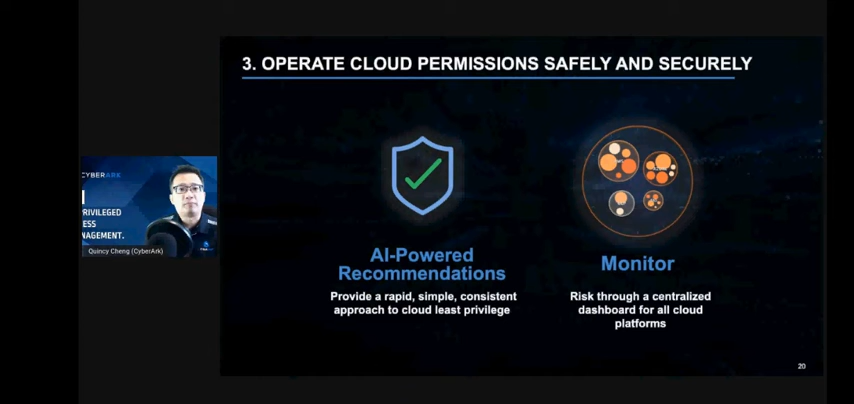 3. OPERATE CLOUD PERMISSIONS SAFELY AND SECURELY
CYBERARK
PRIVILEGED
ESS
NAGEMENT.
Quincy Cheng (CyberArk)
AI-Powered
Recommendations
Provide a rapid, simple, consistent
approach to cloud least privilege
Monitor
Risk through a centralized
dashboard for all cloud
platforms
20